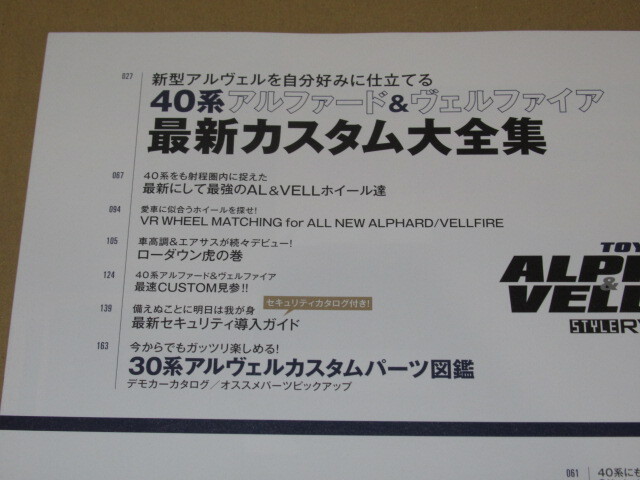 027
新型アルヴェルを自分好みに仕立てる
40系アルファード&ヴェルファイア
最新カスタム大全集
067
40系をも射程圏内に捉えた
最新にして最強のAL&VELLホイール達
094
愛車に似合うホイールを探せ!
VR WHEEL MATCHING for ALL NEW ALPHARD/VELLFIRE
105
車高調&エアサスが続々デビュー!
ローダウン虎の巻
124
40系アルファード&ヴェルファイア
最速CUSTOM見参!!
139
備えぬことに明日は我が身
セキュリティカタログ付き!
最新セキュリティ導入ガイド
163
今からでもガッツリ楽しめる!
30系アルヴェルカスタムパーツ図鑑
デモカーカタログ/オススメパーツピックアップ
TOY
ALPH
&
VELL
STYLE RV
061
40系にも